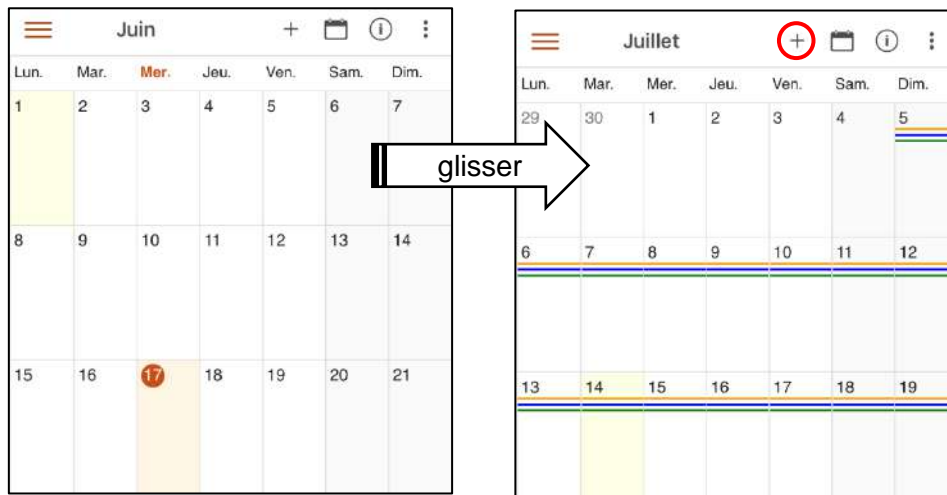 Juin
Lun. Mar. Mer. Jeu. Ven. Sam. Dim.
1 2 3 4 5 6 7
8 9 10 11 12 13 14
15 16 17 18 19 20 21
glisser
Juillet
Lun. Mar. Mer. Jeu. Ven. Sam. Dim.
29 30 1 2 3 4 5
6 7 8 9 10 11 12
13 14 15 16 17 18 19